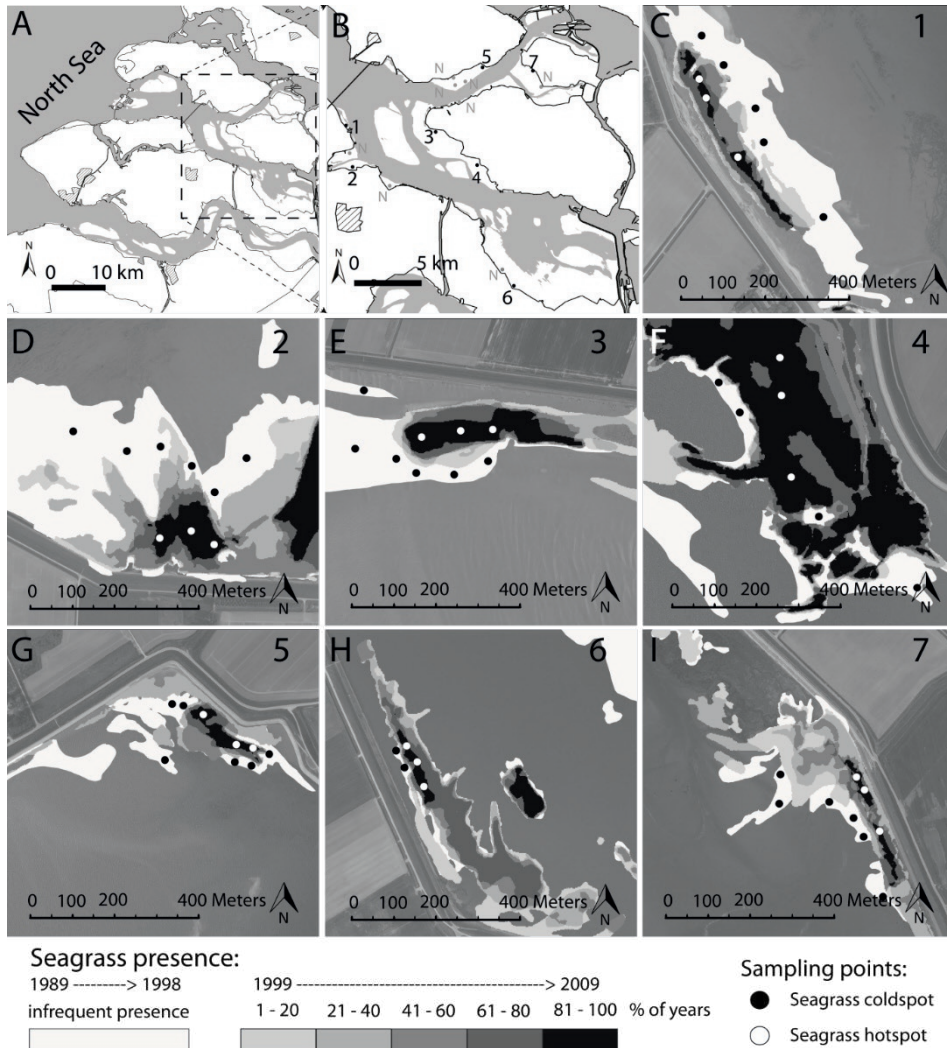 A
North Sea
N
0 10 km
B
5
N
N
7
N
N
1
3
N
2
4
N
N
N
0 5 km
6
C
1
0 100 200 400 Meters
N
D
2
0 100 200 400 Meters
N
E
3
0 100 200 400 Meters
N
F
4
0 100 200 400 Meters
N
G
5
0 100 200 400 Meters
N
H
6
0 100 200 400 Meters
N
I
7
0 100 200 400 Meters
N
Seagrass presence:
1989 ---------> 1998
infrequent presence
1999 ------------------------------------> 2009
1 - 20 21 - 40 41 - 60 61 - 80 81 - 100 % of years
Sampling points:
Seagrass coldspot
Seagrass hotspot